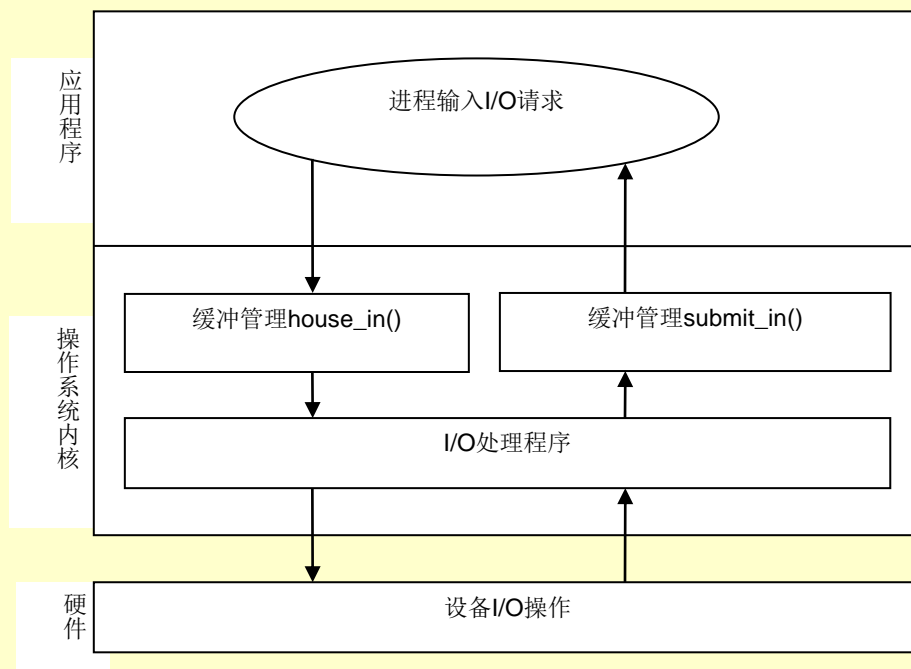 应用程序
进程输入I/O请求
操作系统内核
缓冲管理house_in()
缓冲管理submit_in()
I/O处理程序
硬件
设备I/O操作